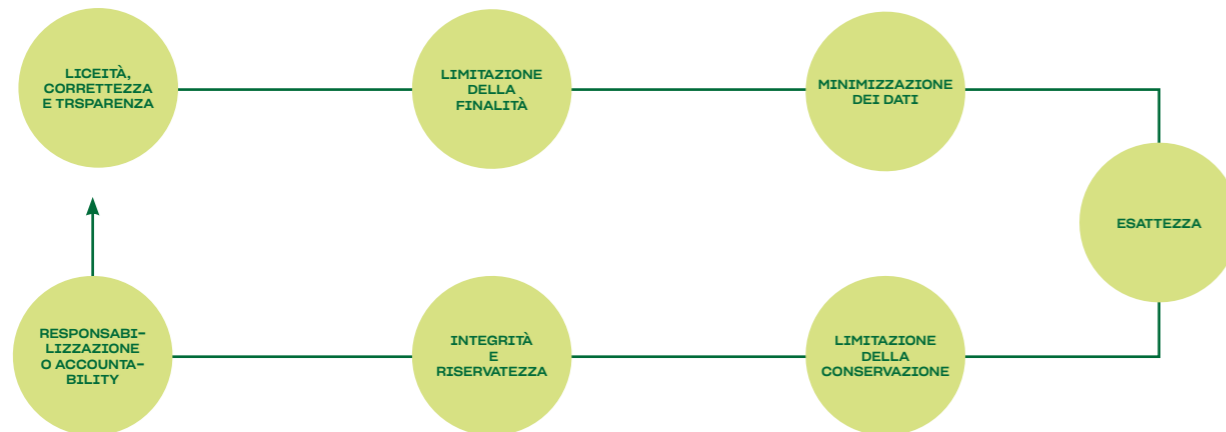 LICEITÀ,
CORRETTEZZA
E TRSPARENZA
LIMITAZIONE
DELLA
FINALITÀ
MINIMIZZAZIONE
DEI DATI
ESATTEZZA
LIMITAZIONE
DELLA
CONSERVAZIONE
INTEGRITÀ
E
RISERVATEZZA
RESPONSABI-
LIZZAZIONE
O ACCOUNTA-
BILITY